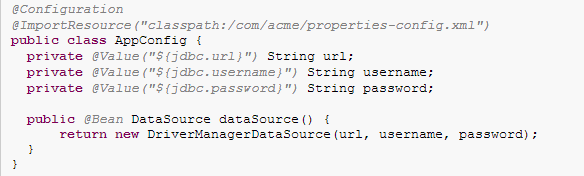 @Configuration
@ImportResource("classpath:/com/acme/properties-config.xml")
public class AppConfig {
  private @Value("${jdbc.url}") String url;
  private @Value("${jdbc.username}") String username;
  private @Value("${jdbc.password}") String password;

  public @Bean DataSource dataSource() {
      return new DriverManagerDataSource(url, username, password);
  }
}